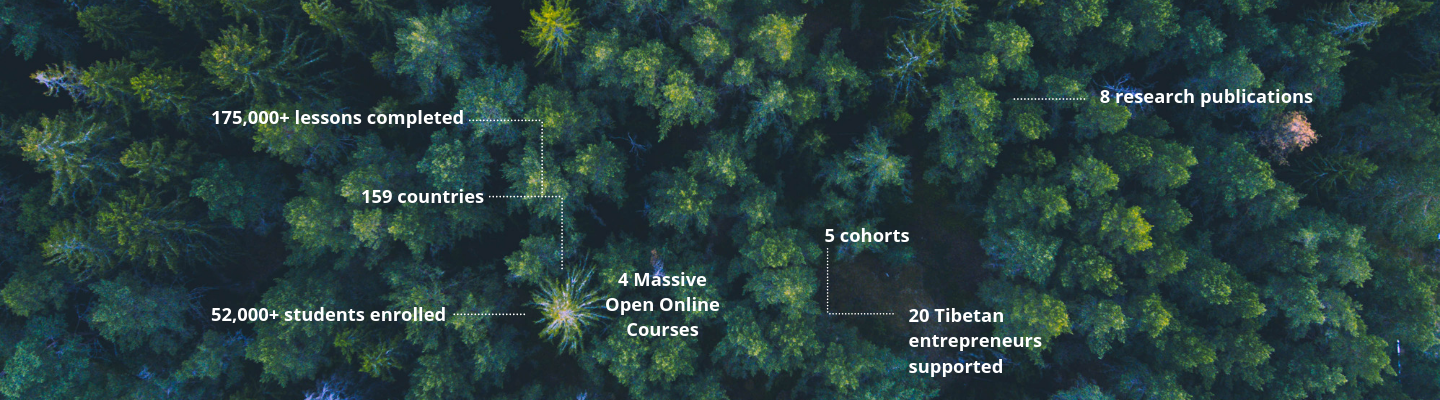 175,000+ lessons completed
159 countries
52,000+ students enrolled
4 Massive
Open Online
Courses
5 cohorts
20 Tibetan
entrepreneurs
supported
8 research publications